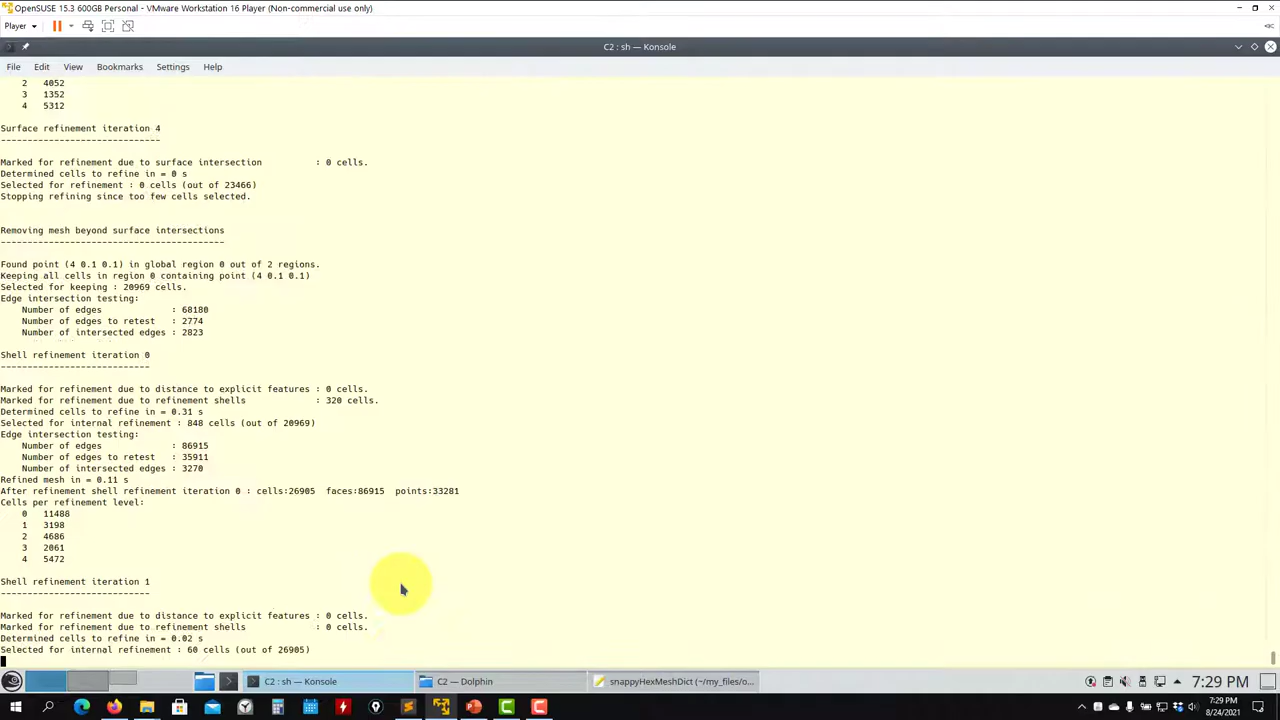 OpenSUSE 15.3 600GB Personal - VMware Workstation 16 Player (Non-commercial use only)
Player
C2 : sh — Konsole
File Edit View Bookmarks Settings Help
2 4052
3 1352
4 5312
Surface refinement iteration 4
------------------------------
Marked for refinement due to surface intersection : 0 cells.
Determined cells to refine in = 0 s
Selected for refinement : 0 cells (out of 23466)
Stopping refining since too few cells selected.
Removing mesh beyond surface intersections
------------------------------------------
Found point (4 0.1 0.1) in global region 0 out of 2 regions.
Keeping all cells in region 0 containing point (4 0.1 0.1)
Selected for keeping : 20969 cells.
Edge intersection testing:
Number of edges : 68180
Number of edges to retest : 2774
Number of intersected edges : 2823
Shell refinement iteration 0
----------------------------
Marked for refinement due to distance to explicit features : 0 cells.
Marked for refinement due to refinement shells : 320 cells.
Determined cells to refine in = 0.31 s
Selected for internal refinement : 848 cells (out of 20969)
Edge intersection testing:
Number of edges : 86915
Number of edges to retest : 35911
Number of intersected edges : 3270
Refined mesh in = 0.11 s
After refinement shell refinement iteration 0 : cells:26905 faces:86915 points:33281
Cells per refinement level:
0 11488
1 3198
2 4686
3 2061
4 5472
Shell refinement iteration 1
----------------------------
Marked for refinement due to distance to explicit features : 0 cells.
Marked for refinement due to refinement shells : 0 cells.
Determined cells to refine in = 0.02 s
Selected for internal refinement : 60 cells (out of 26905)
C2 : sh — Konsole
C2 — Dolphin
snappyHexMeshDict (~/my_files/o...
7:29 PM
7:29 PM
8/24/2021